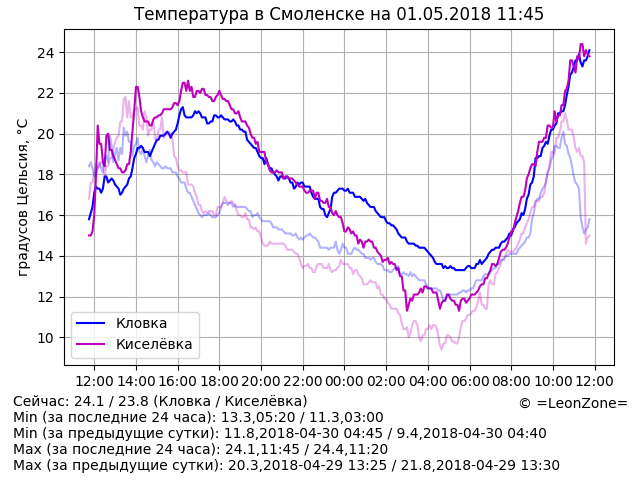 Температура в Смоленске на 01.05.2018 11:45
градусов Цельсия, °C
24
22
20
18
16
14
12
10
Кловка
Киселёвка
12:00 14:00 16:00 18:00 20:00 22:00 00:00 02:00 04:00 06:00 08:00 10:00 12:00
Сейчас: 24.1 / 23.8 (Кловка / Киселёвка)
© =LeonZone=
Min (за последние 24 часа): 13.3,05:20 / 11.3,03:00
Min (за предыдущие сутки): 11.8,2018-04-30 04:45 / 9.4,2018-04-30 04:40
Max (за последние 24 часа): 24.1,11:45 / 24.4,11:20
Max (за предыдущие сутки): 20.3,2018-04-29 13:25 / 21.8,2018-04-29 13:30